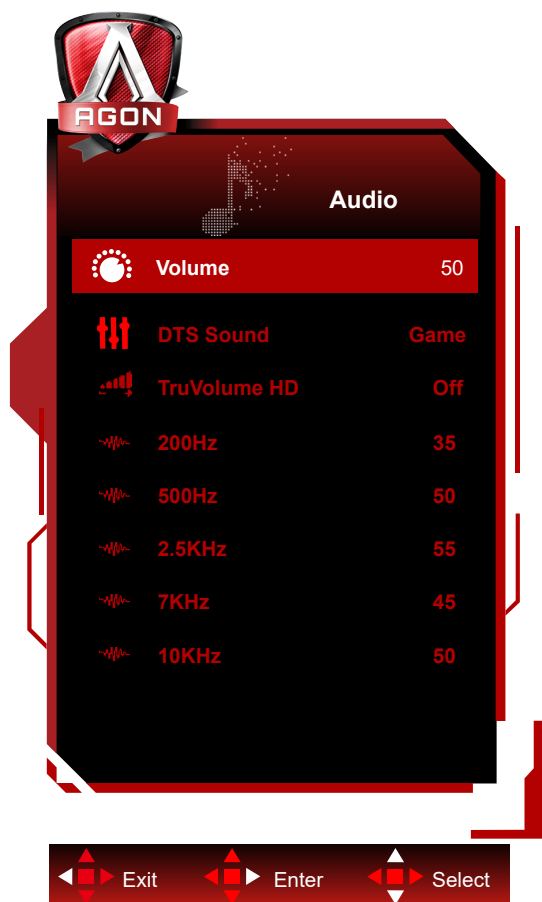 AGON
Audio
Volume 50
DTS Sound Game
TruVolume HD Off
200Hz 35
500Hz 50
2.5KHz 55
7KHz 45
10KHz 50
Exit Enter Select